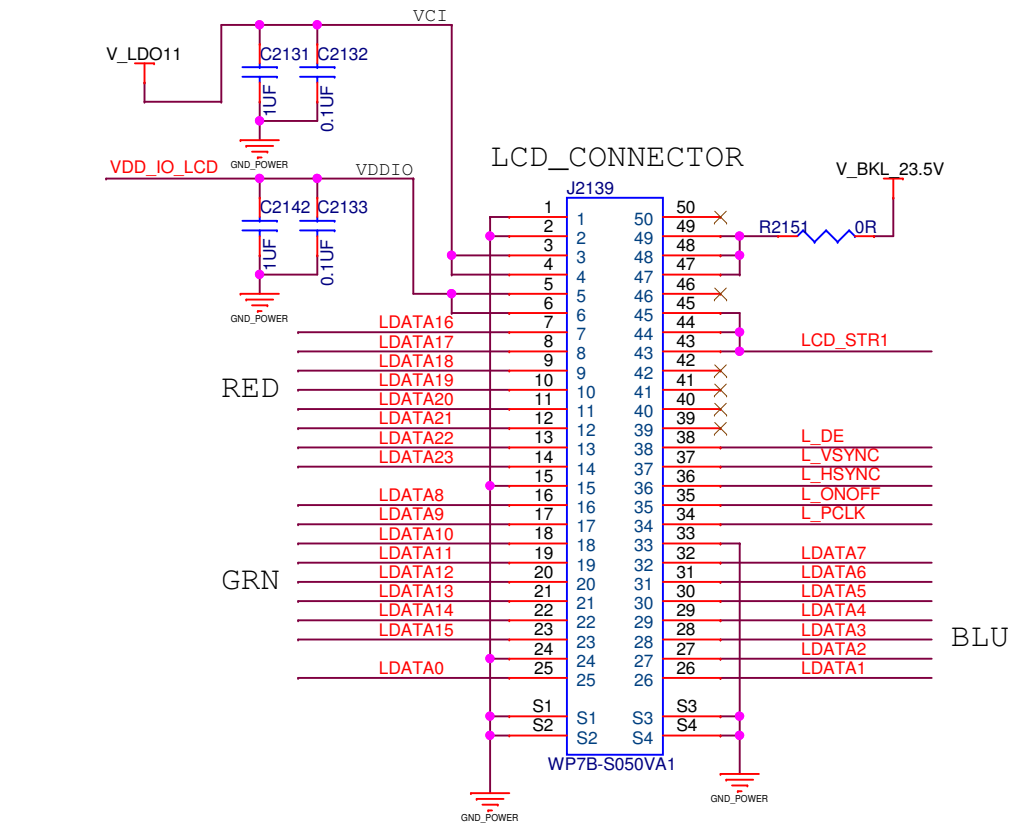 VCI
V_LDO11
C2131
C2132
1UF
0.1UF
GND_POWER
VDD_IO_LCD
VDDIO
LCD_CONNECTOR
V_BKL_23.5V
C2142
C2133
1UF
0.1UF
GND_POWER
J2139
R2151
0R
1 1 50 50
2 2 49 49
3 3 48 48
4 4 47 47
5 5 46 46
6 6 45 45
LDATA16 7 7 44 44
LDATA17 8 8 43 43 LCD_STR1
LDATA18 9 9 42 42
RED
LDATA19 10 10 41 41
LDATA20 11 11 40 40
LDATA21 12 12 39 39
LDATA22 13 13 38 38 L_DE
LDATA23 14 14 37 37 L_VSYNC
15 15 36 36 L_HSYNC
LDATA8 16 16 35 35 L_ONOFF
LDATA9 17 17 34 34 L_PCLK
LDATA10 18 18 33 33
LDATA11 19 19 32 32 LDATA7
GRN
LDATA12 20 20 31 31 LDATA6
LDATA13 21 21 30 30 LDATA5
LDATA14 22 22 29 29 LDATA4
LDATA15 23 23 28 28 LDATA3
BLU
24 24 27 27 LDATA2
LDATA0 25 25 26 26 LDATA1
S1 S1 S3 S3
S2 S2 S4 S4
WP7B-S050VA1
GND_POWER
GND_POWER